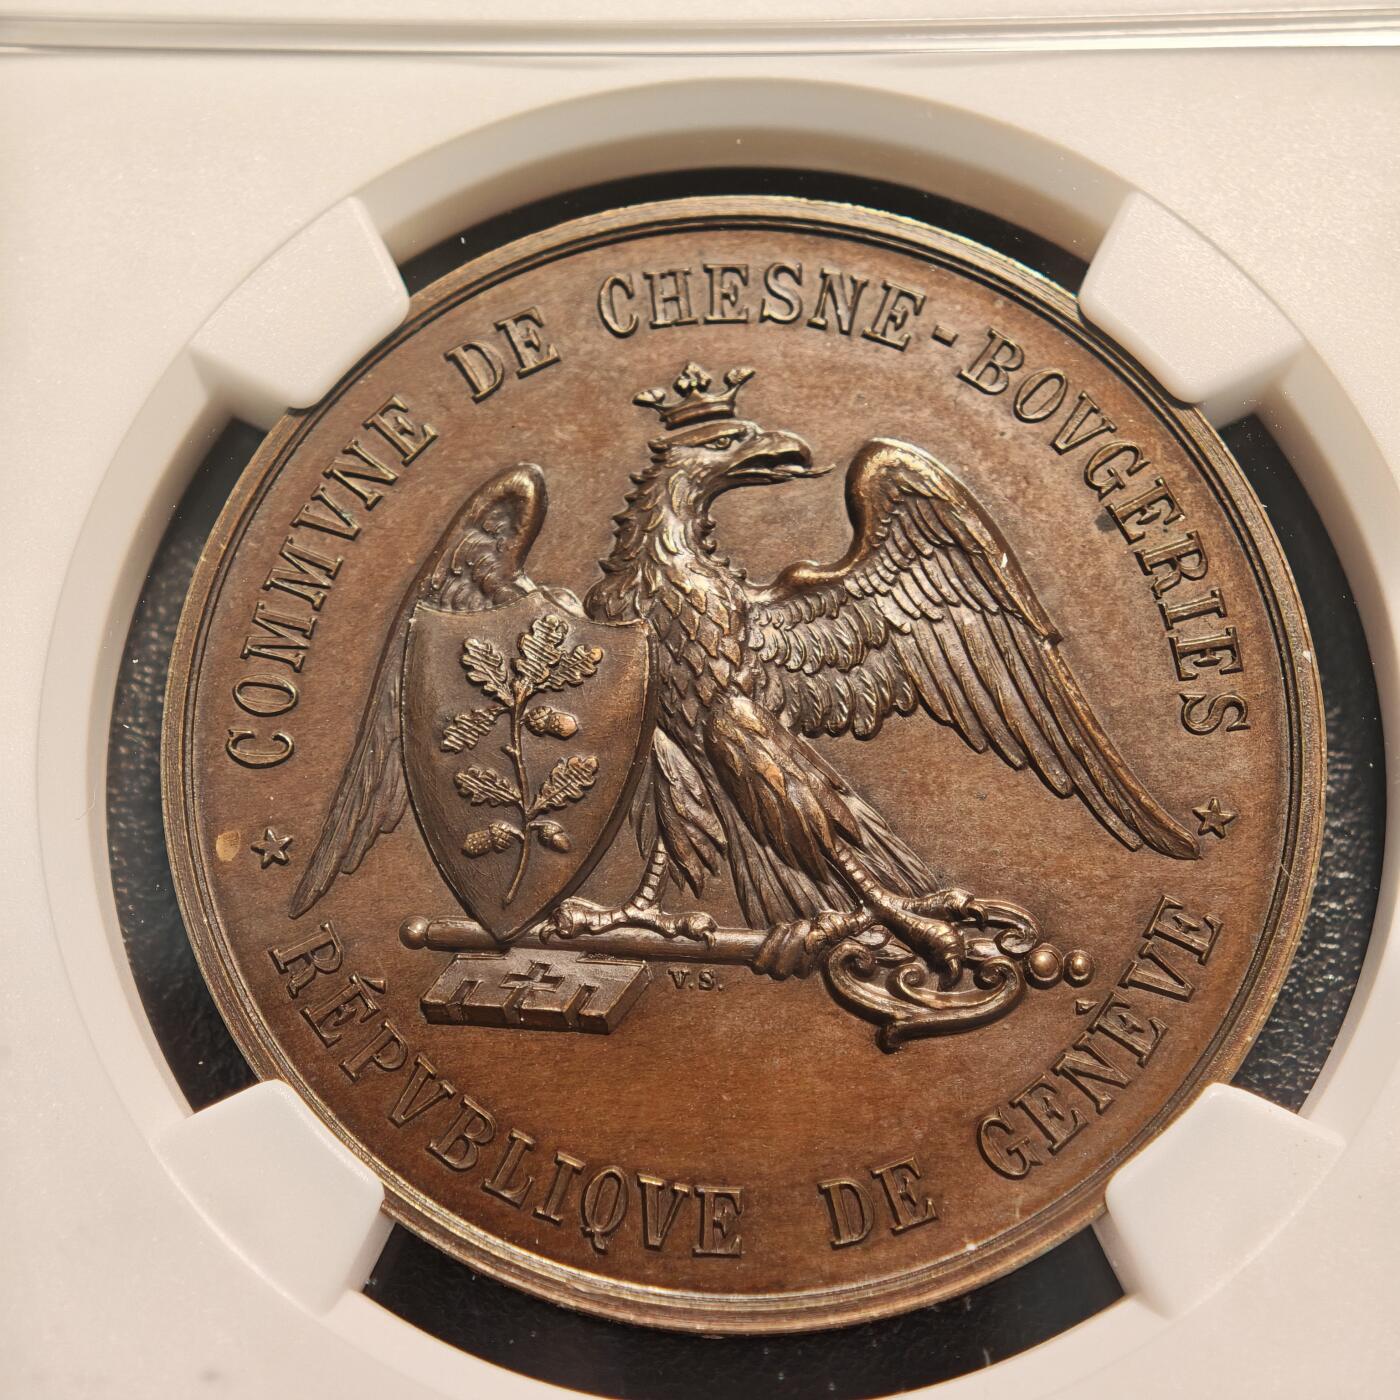 COMMVNE DE CHESNE-BOVGERIES
V.S.
RÉPVBLIQVE DE GENÈVE